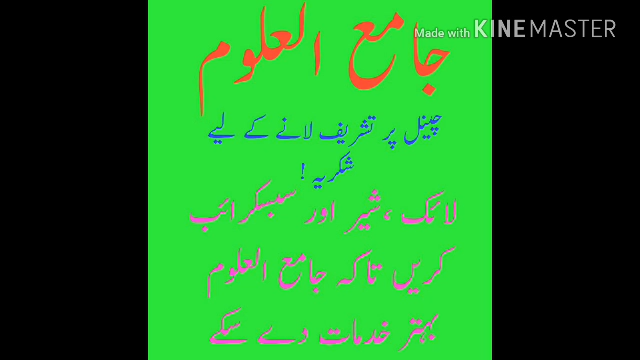 Made with KINEMASTER
جامع العلوم
چینل پر تشریف لانے کے لیے
شکریہ !
لائک ،شیر اور سبسکرائب
کریں تاکہ جامع العلوم
بہتر خدمات دے سکے